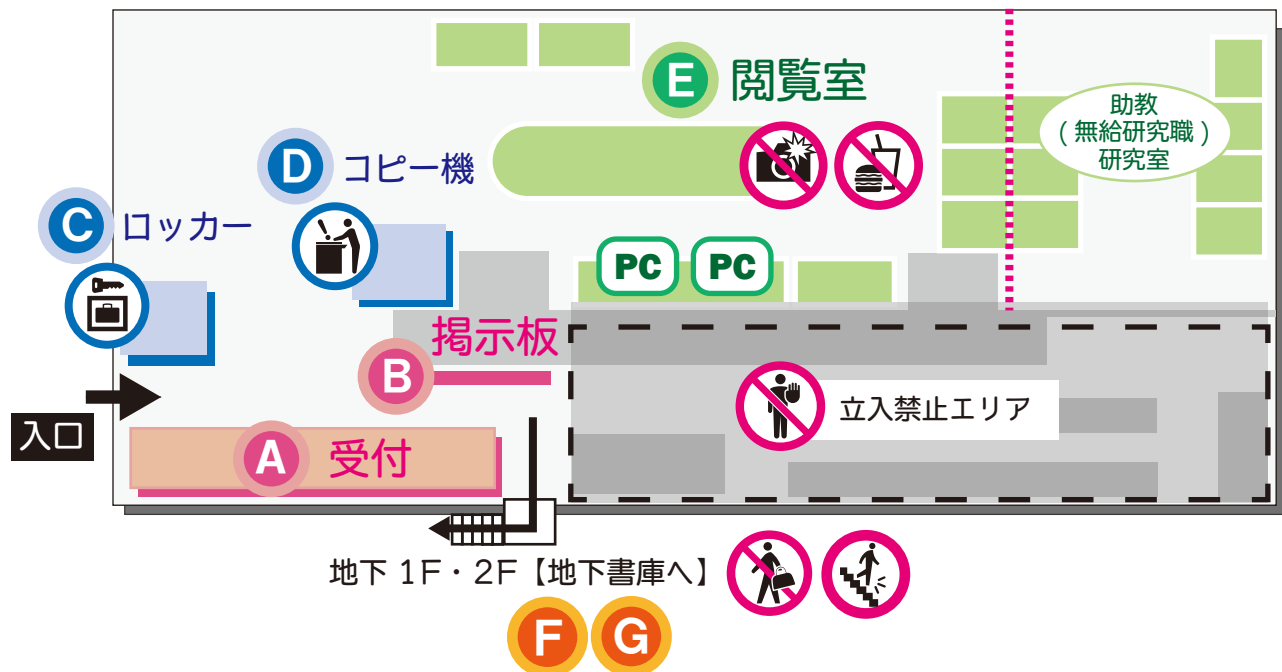 E 閲覧室
助教
(無給研究職)
研究室
D コピー機
C ロッカー
PC PC
B 掲示板
立入禁止エリア
入口
A 受付
地下 1F・2F【地下書庫へ】
F G